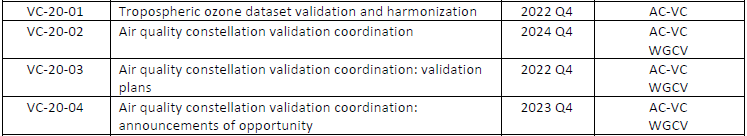 VC-20-01 Tropospheric ozone dataset validation and harmonization 2022 Q4 AC-VC
VC-20-02 Air quality constellation validation coordination 2024 Q4 AC-VC
WGCV
VC-20-03 Air quality constellation validation coordination: validation 2022 Q4 AC-VC
plans WGCV
VC-20-04 Air quality constellation validation coordination: 2023 Q4 AC-VC
announcements of opportunity WGCV